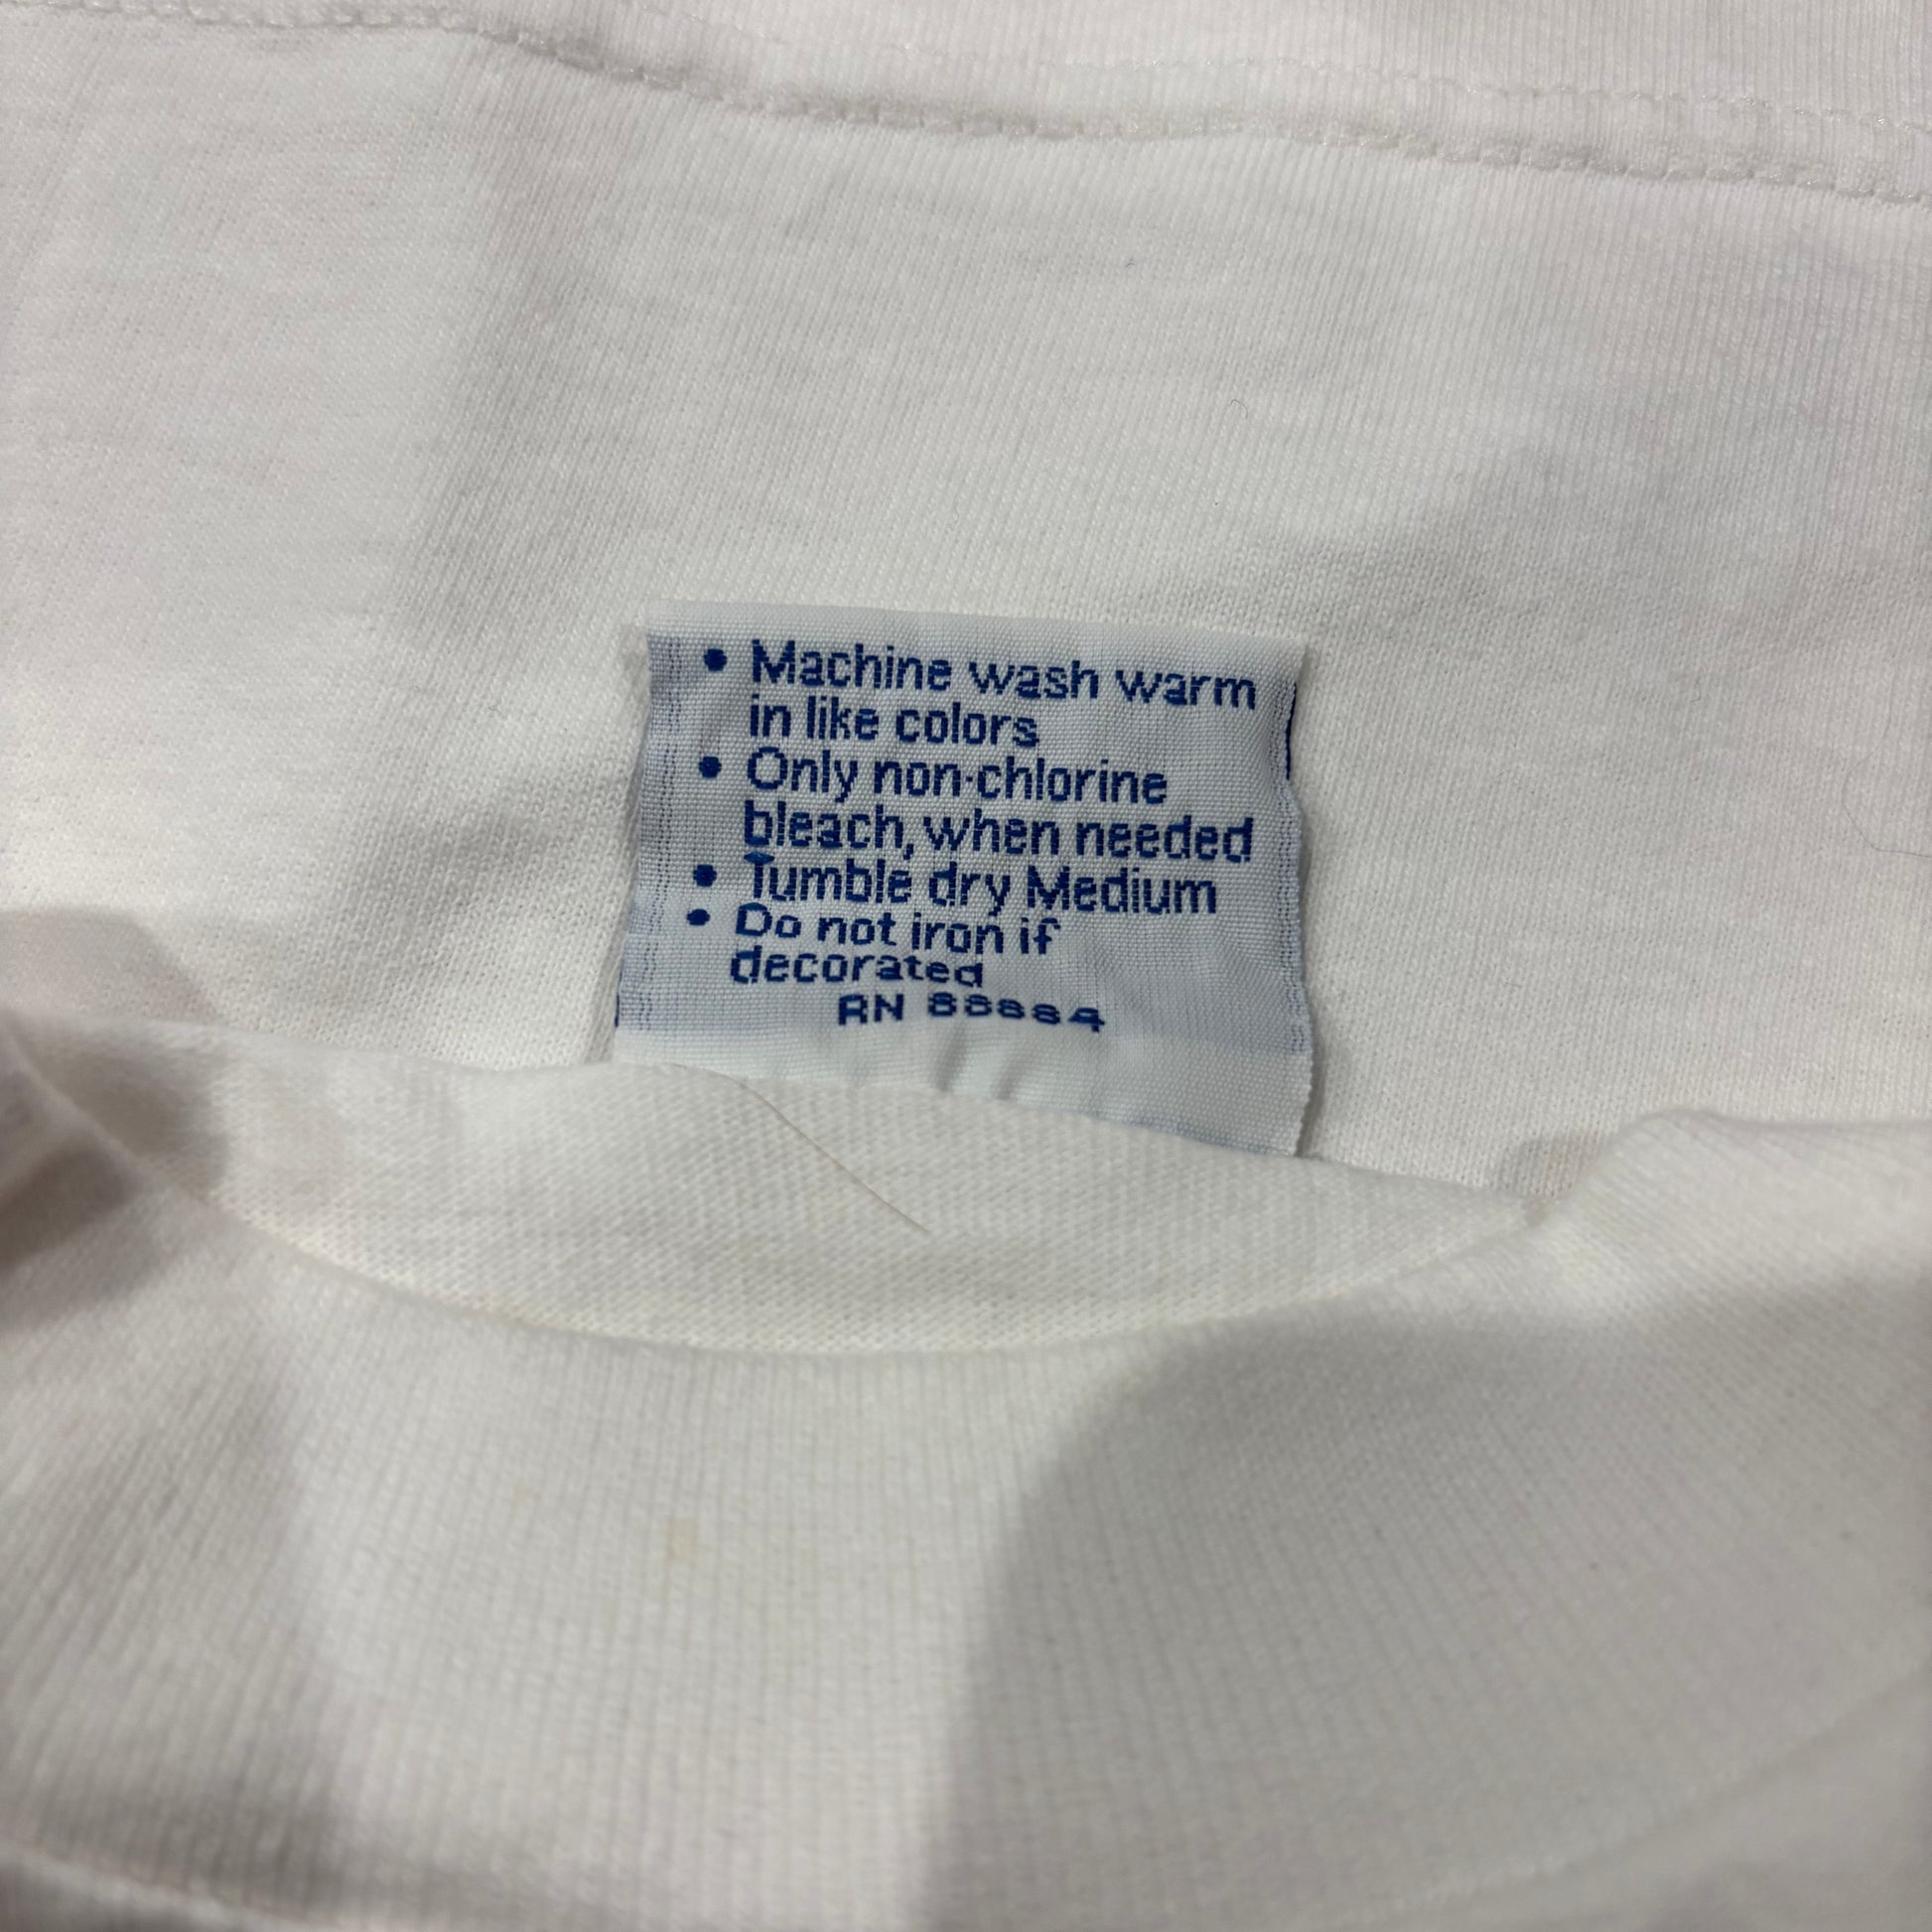 • Machine wash warm
in like colors
• Only non-chlorine
bleach, when needed
• Tumble dry Medium
• Do not iron if
decorated
RN 88884